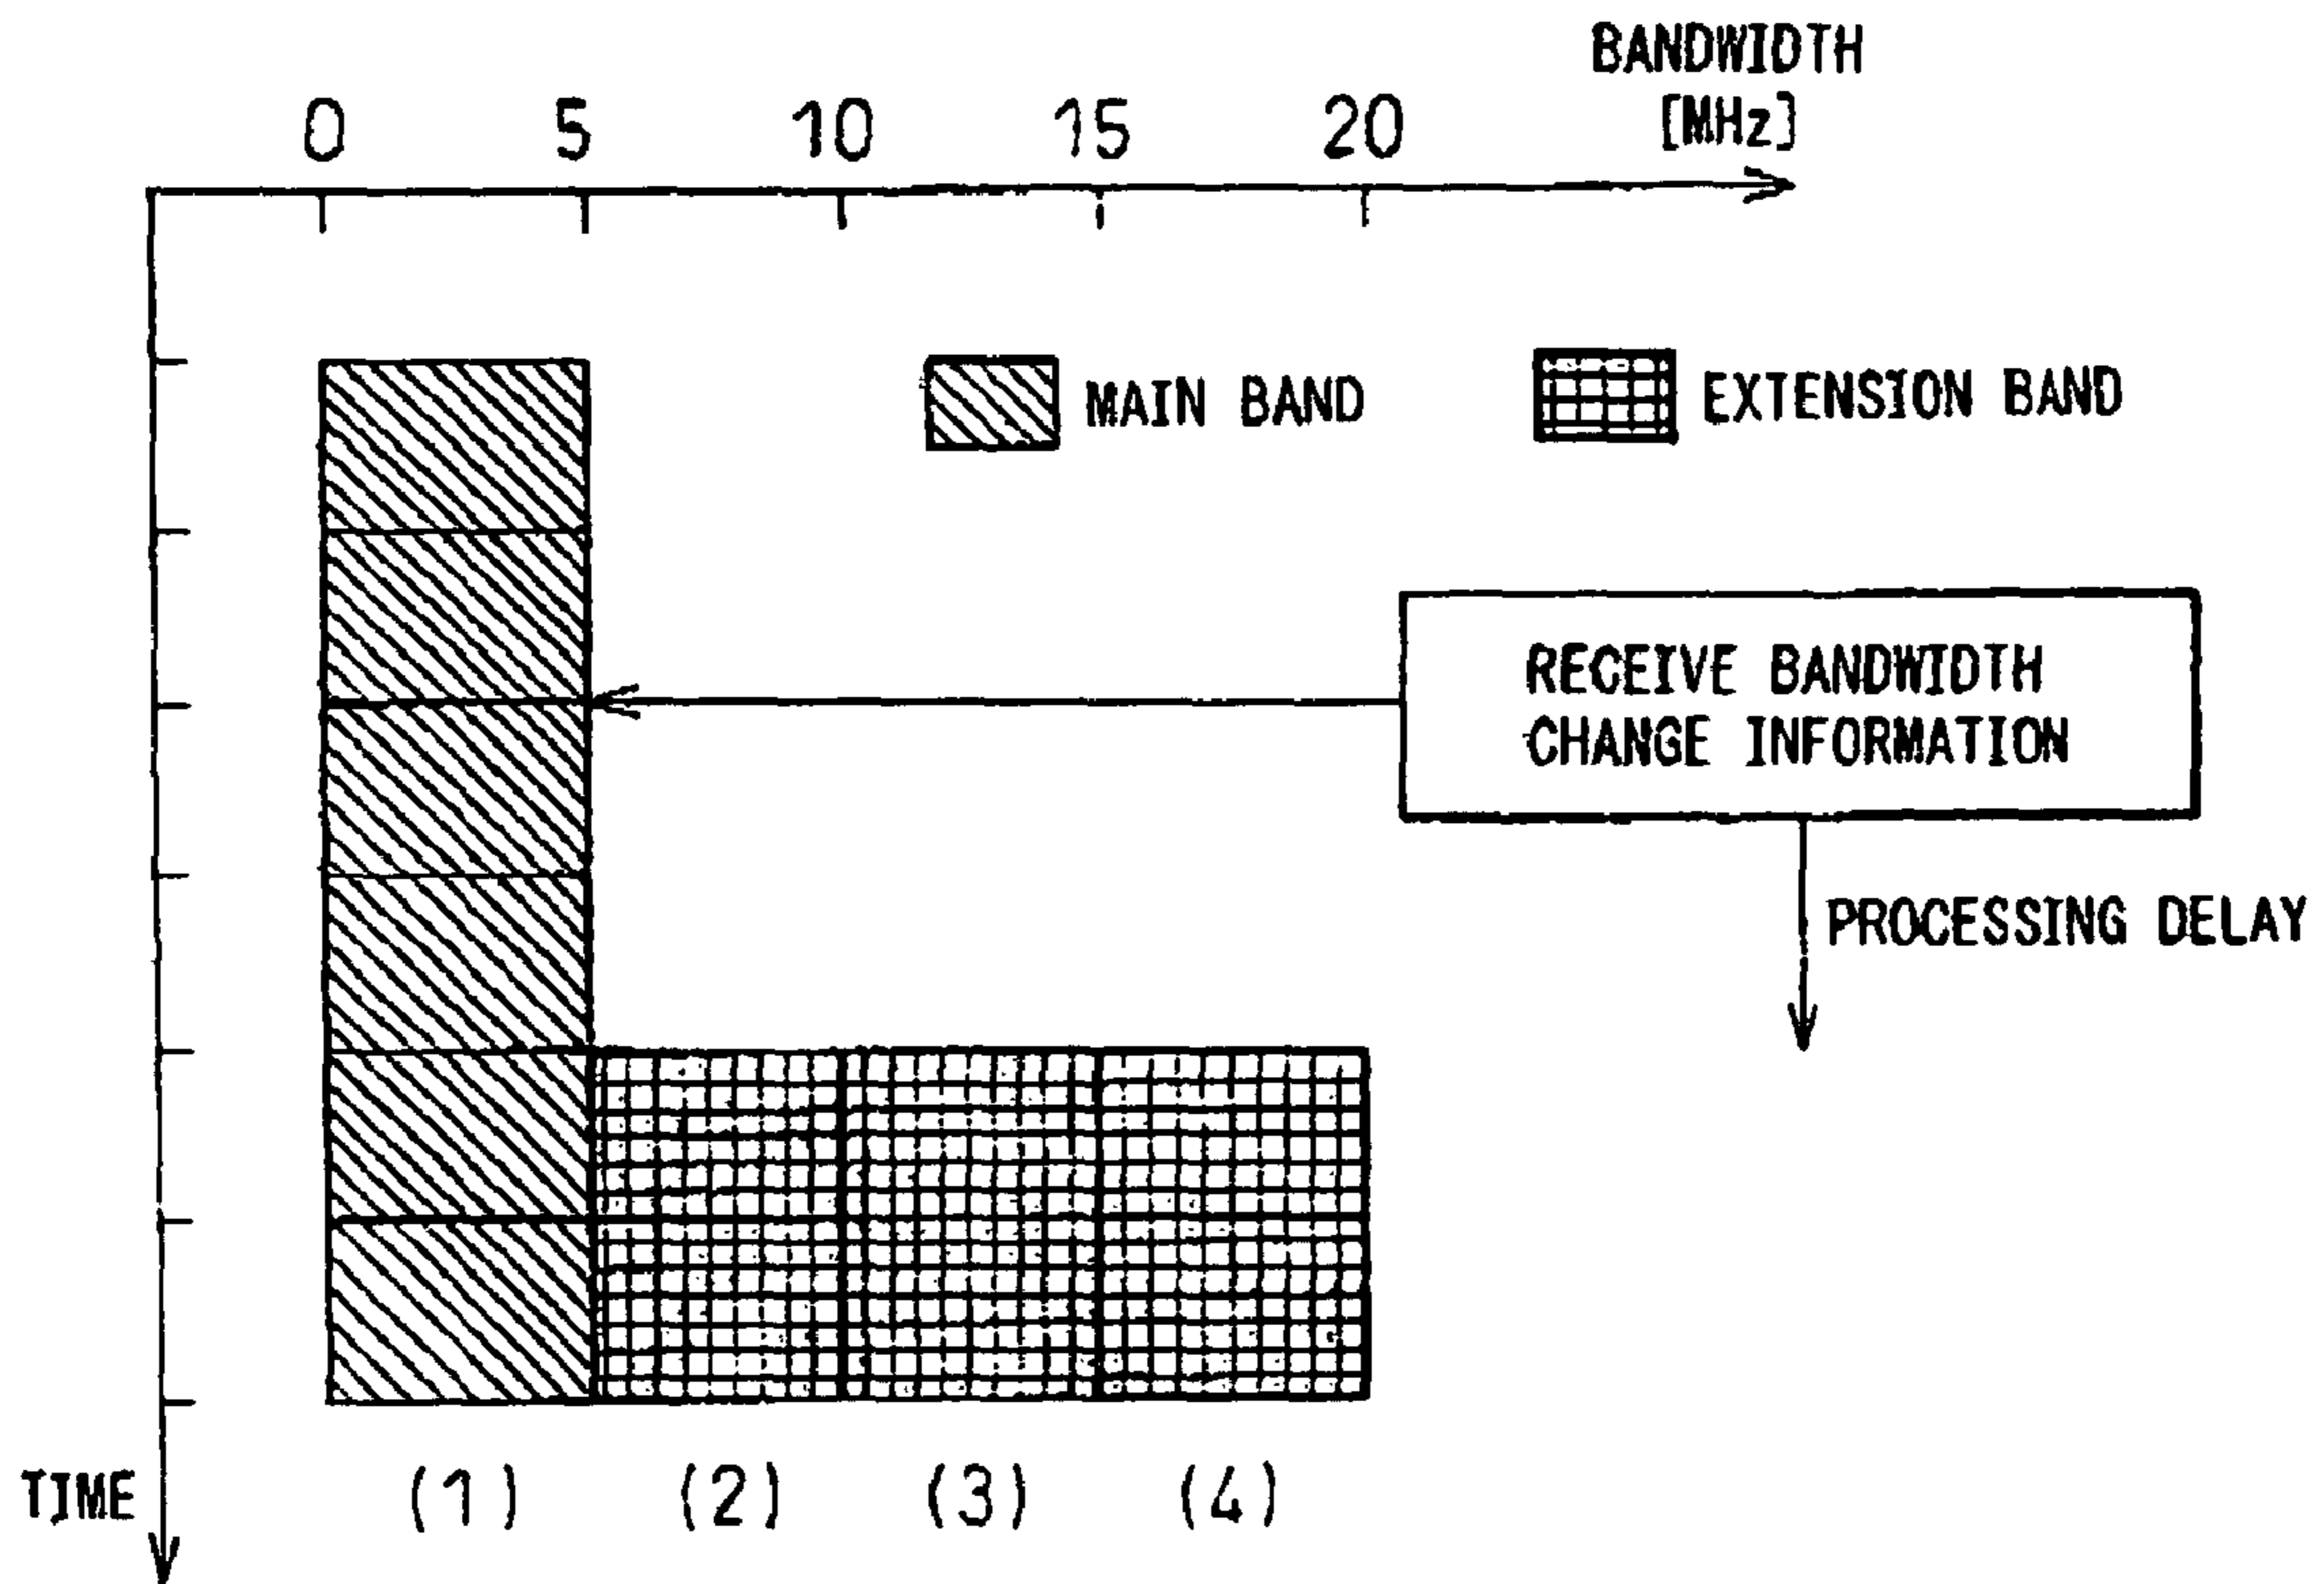 BANDWIDTH
[MHz]
0 5 10 15 20
MAIN BAND
EXTENSION BAND
RECEIVE BANDWIDTH
CHANGE INFORMATION
PROCESSING DELAY
TIME
(1) (2) (3) (4)